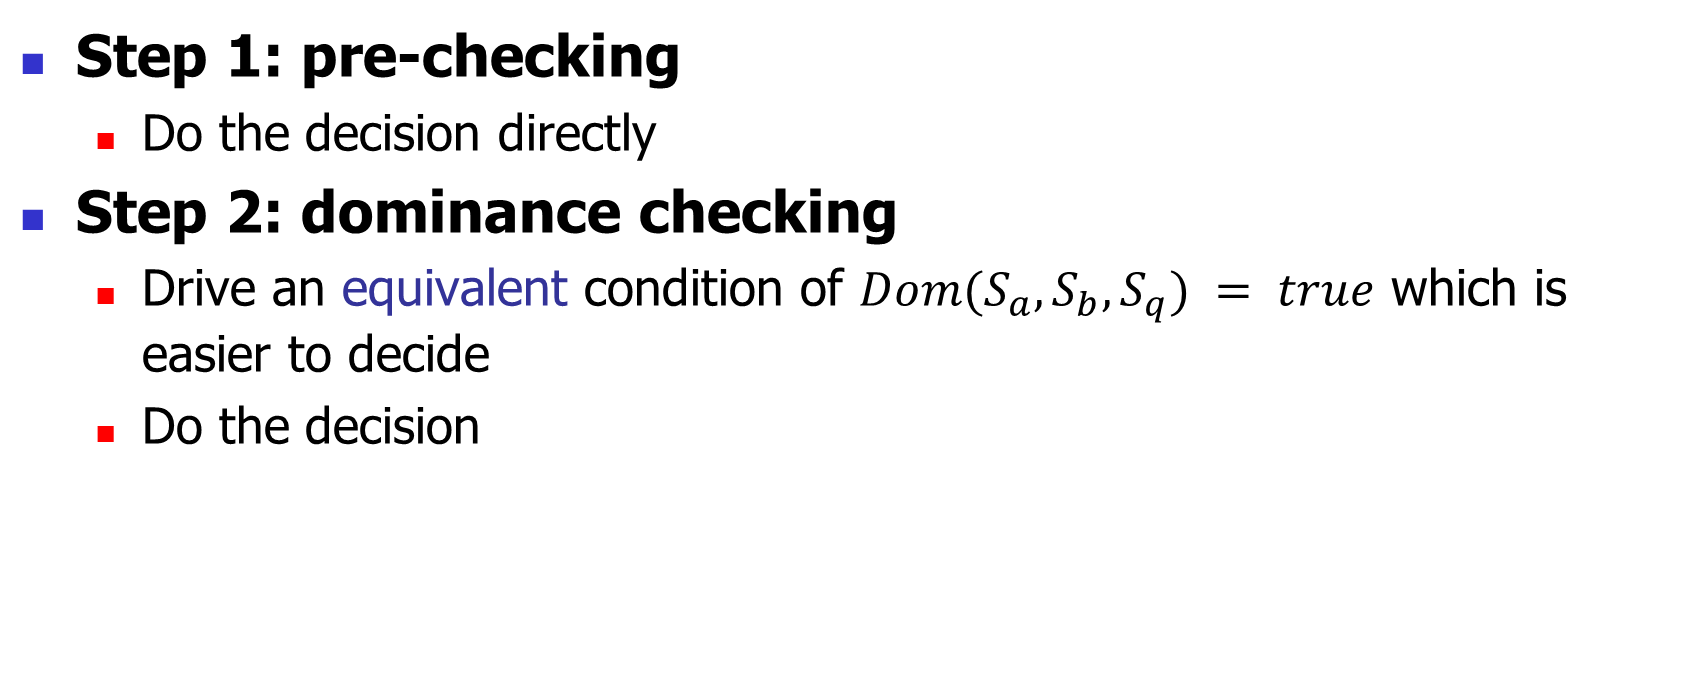 Step 1: pre-checking
Do the decision directly
Step 2: dominance checking
Drive an equivalent condition of Dom(Sₐ, S_b, S_q) = true which is
easier to decide
Do the decision